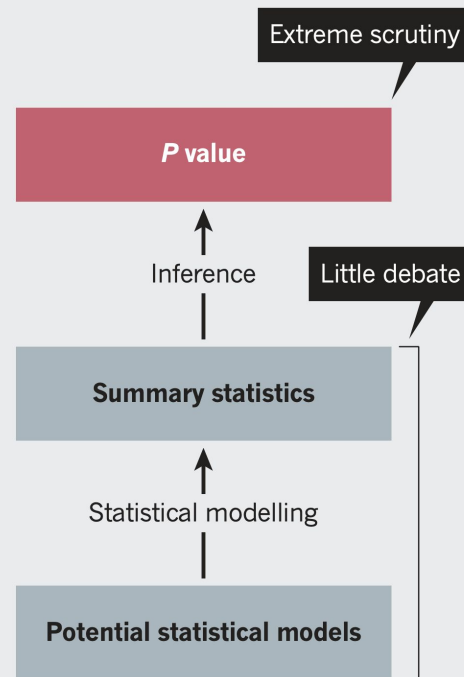 Extreme scrutiny
P value
Inference
Little debate
Summary statistics
Statistical modelling
Potential statistical models